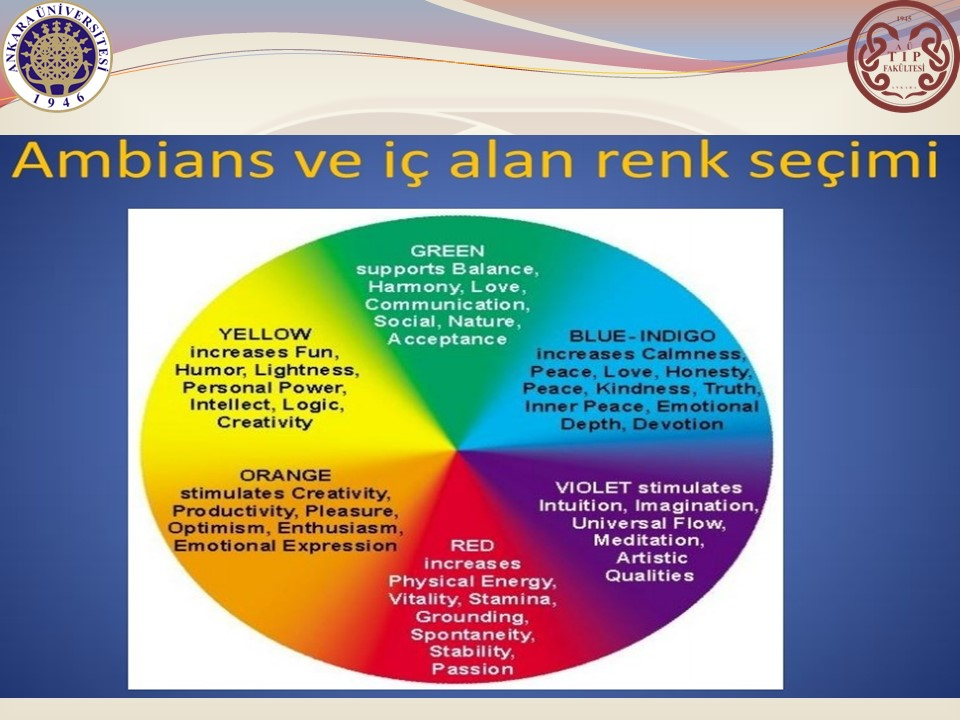 ANKARA ÜNİVERSİTESİ
1946
1945
A Ü
TIP
FAKÜLTESİ
ANKARA
Ambians ve iç alan renk seçimi
GREEN
supports Balance,
Harmony, Love,
Communication,
Social, Nature,
Acceptance
YELLOW
increases Fun,
Humor, Lightness,
Personal Power,
Intellect, Logic,
Creativity
BLUE- INDIGO
increases Calmness,
Peace, Love, Honesty,
Peace, Kindness, Truth,
Inner Peace, Emotional
Depth, Devotion
ORANGE
stimulates Creativity,
Productivity, Pleasure,
Optimism, Enthusiasm,
Emotional Expression
VIOLET stimulates
Intuition, Imagination,
Universal Flow,
Meditation,
Artistic
Qualities
RED
increases
Physical Energy,
Vitality, Stamina,
Grounding,
Spontaneity,
Stability,
Passion